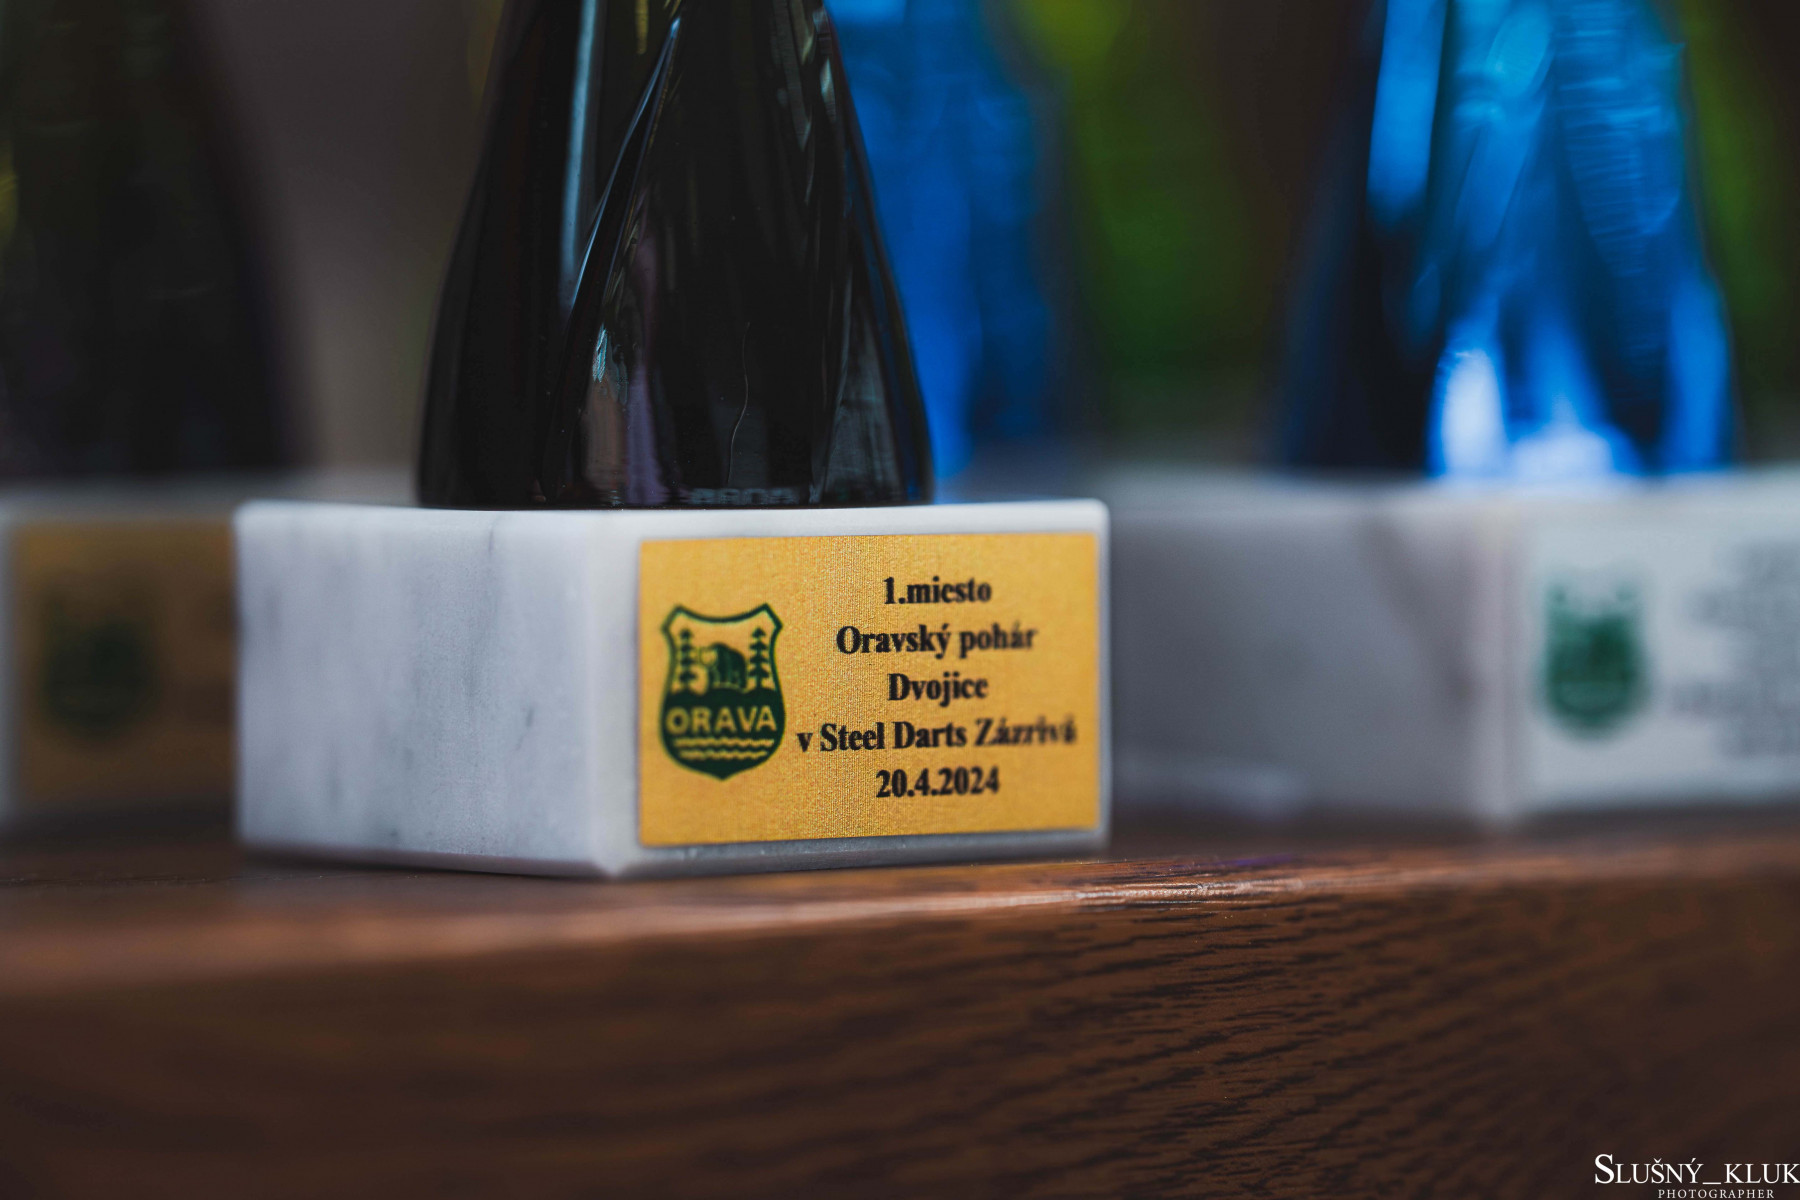 1.miesto
Oravský pohár
Dvojice
v Steel Darts Zázrivá
20.4.2024
ORAVA
SLUŠNÝ_KLUK
PHOTOGRAPHER